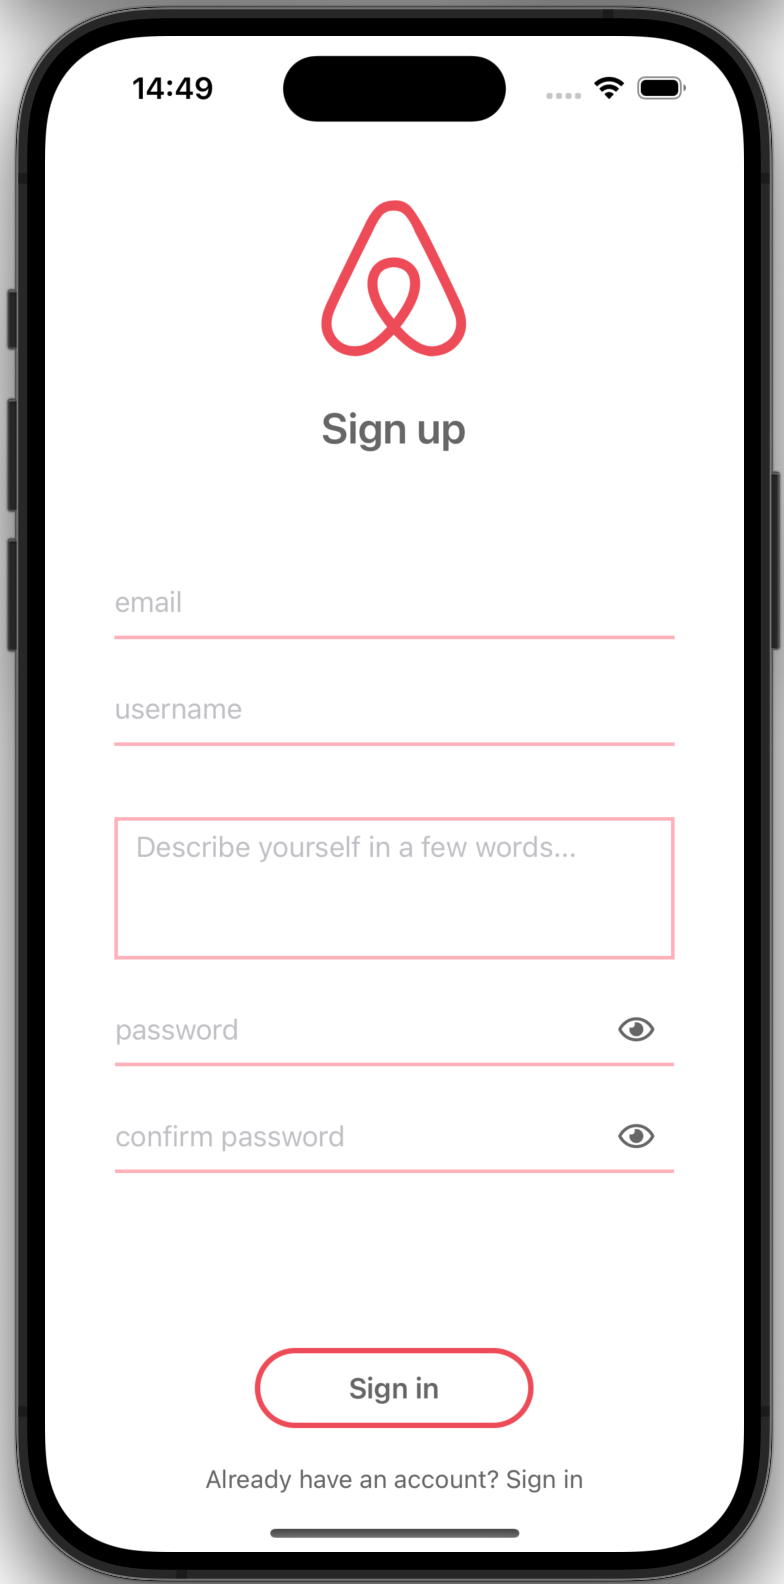 14:49
Sign up
email
username
Describe yourself in a few words...
password
confirm password
Sign in
Already have an account? Sign in